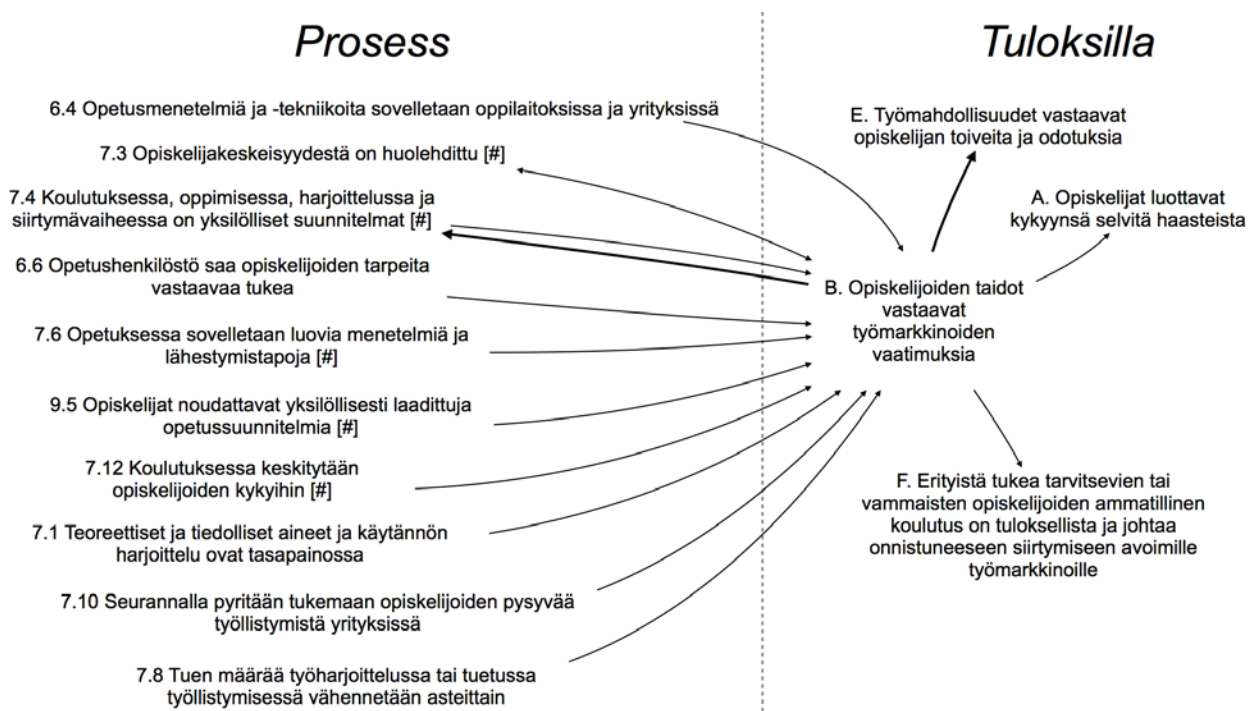 Prosess
6.4 Opetusmenetelmiä ja -tekniikoita sovelletaan oppilaitoksissa ja yrityksissä
7.3 Opiskelijakeskeisyydestä on huolehdittu [#]
7.4 Koulutuksessa, oppimisessa, harjoittelussa ja
siirtymävaiheessa on yksilölliset suunnitelmat [#]
6.6 Opetushenkilöstö saa opiskelijoiden tarpeita
vastaavaa tukea
7.6 Opetuksessa sovelletaan luovia menetelmiä ja
lähestymistapoja [#]
9.5 Opiskelijat noudattavat yksilöllisesti laadittuja
opetussuunnitelmia [#]
7.12 Koulutuksessa keskitytään
opiskelijoiden kykyihin [#]
7.1 Teoreettiset ja tiedolliset aineet ja käytännön
harjoittelu ovat tasapainossa
7.10 Seurannalla pyritään tukemaan opiskelijoiden pysyvää
työllistymistä yrityksissä
7.8 Tuen määrää työharjoittelussa tai tuetussa
työllistymisessä vähennetään asteittain
Tuloksilla
E. Työmahdollisuudet vastaavat
opiskelijan toiveita ja odotuksia
A. Opiskelijat luottavat
kykyynsä selvitä haasteista
B. Opiskelijoiden taidot
vastaavat
työmarkkinoiden
vaatimuksia
F. Erityistä tukea tarvitsevien tai
vammaisten opiskelijoiden ammatillinen
koulutus on tuloksellista ja johtaa
onnistuneeseen siirtymiseen avoimille
työmarkkinoille